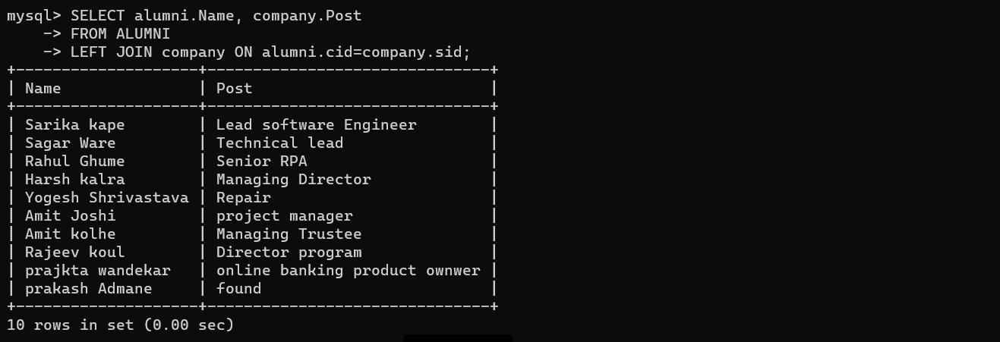 mysql> SELECT alumni.Name, company.Post
    -> FROM ALUMNI
    -> LEFT JOIN company ON alumni.cid=company.sid;
+--------------------+-------------------------------+
| Name               | Post                          |
+--------------------+-------------------------------+
| Sarika kape        | Lead software Engineer        |
| Sagar Ware         | Technical lead                |
| Rahul Ghume        | Senior RPA                    |
| Harsh kalra        | Managing Director             |
| Yogesh Shrivastava | Repair                        |
| Amit Joshi         | project manager               |
| Amit kolhe         | Managing Trustee              |
| Rajeev koul        | Director program              |
| prajkta wandekar   | online banking product ownwer |
| prakash Admane     | found                         |
+--------------------+-------------------------------+
10 rows in set (0.00 sec)